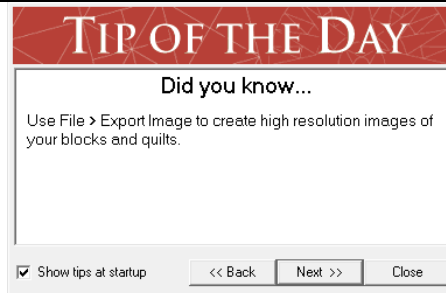 TIP OF THE DAY
Did you know...
Use File > Export Image to create high resolution images of
your blocks and quilts.
Show tips at startup
<< Back
Next >>
Close